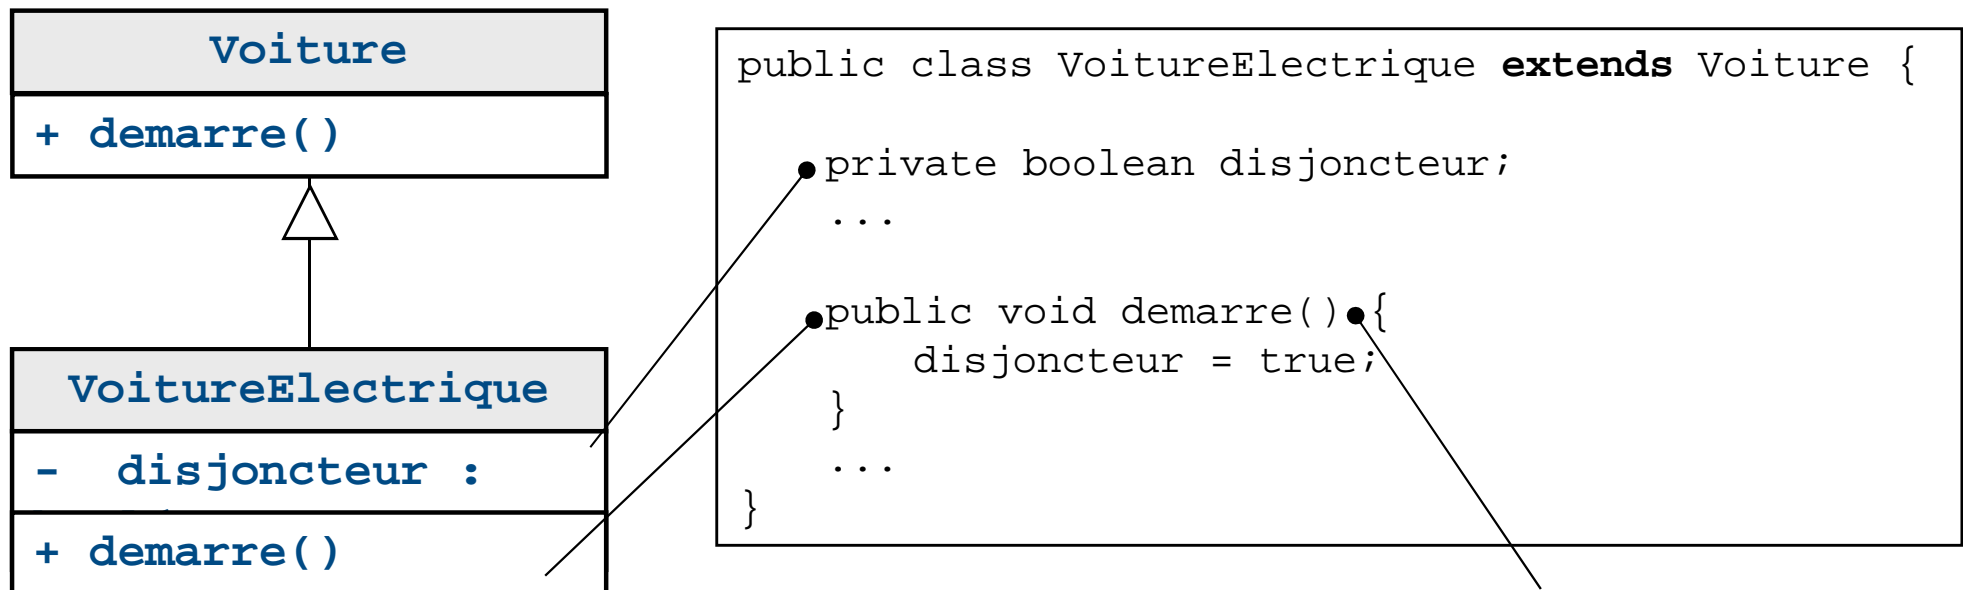 Voiture
+ demarre()
VoitureElectrique
- disjoncteur :
+ demarre()
public class VoitureElectrique extends Voiture {
private boolean disjoncteur;
...
public void demarre() {
disjoncteur = true;
}
...
}